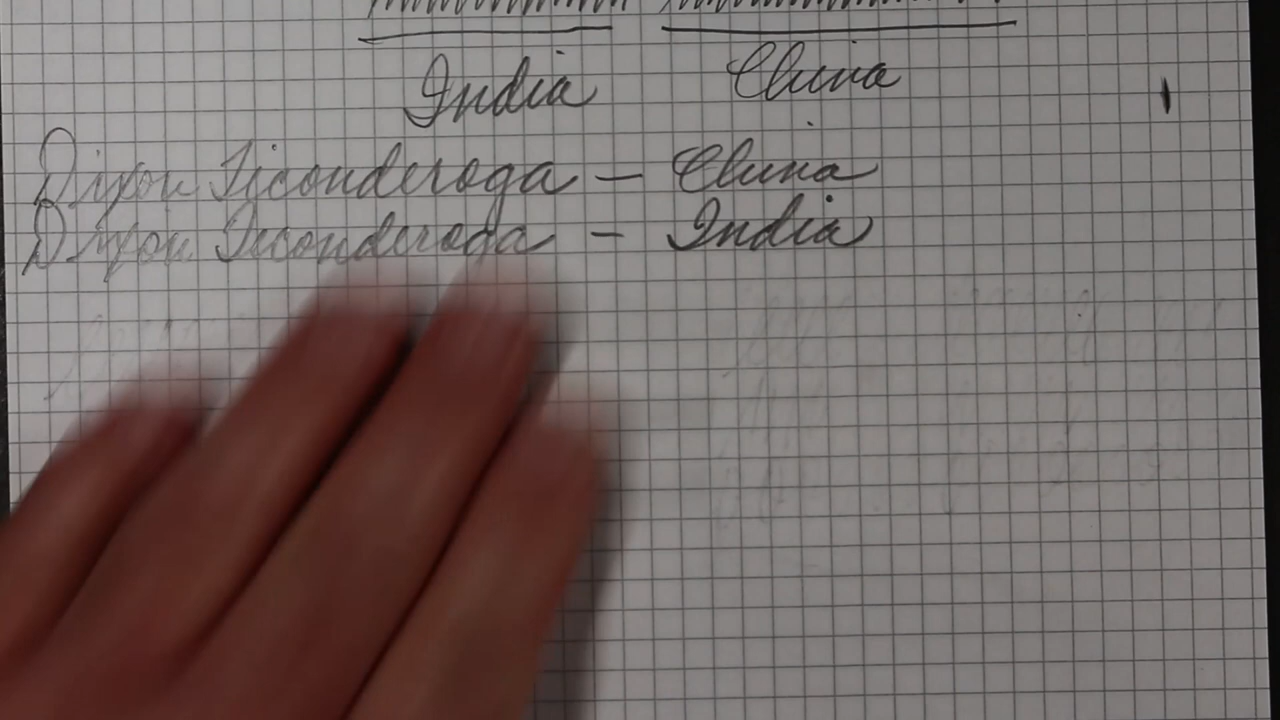 India China
Dixon Ticonderoga – China
Dixon Ticonderoga – India